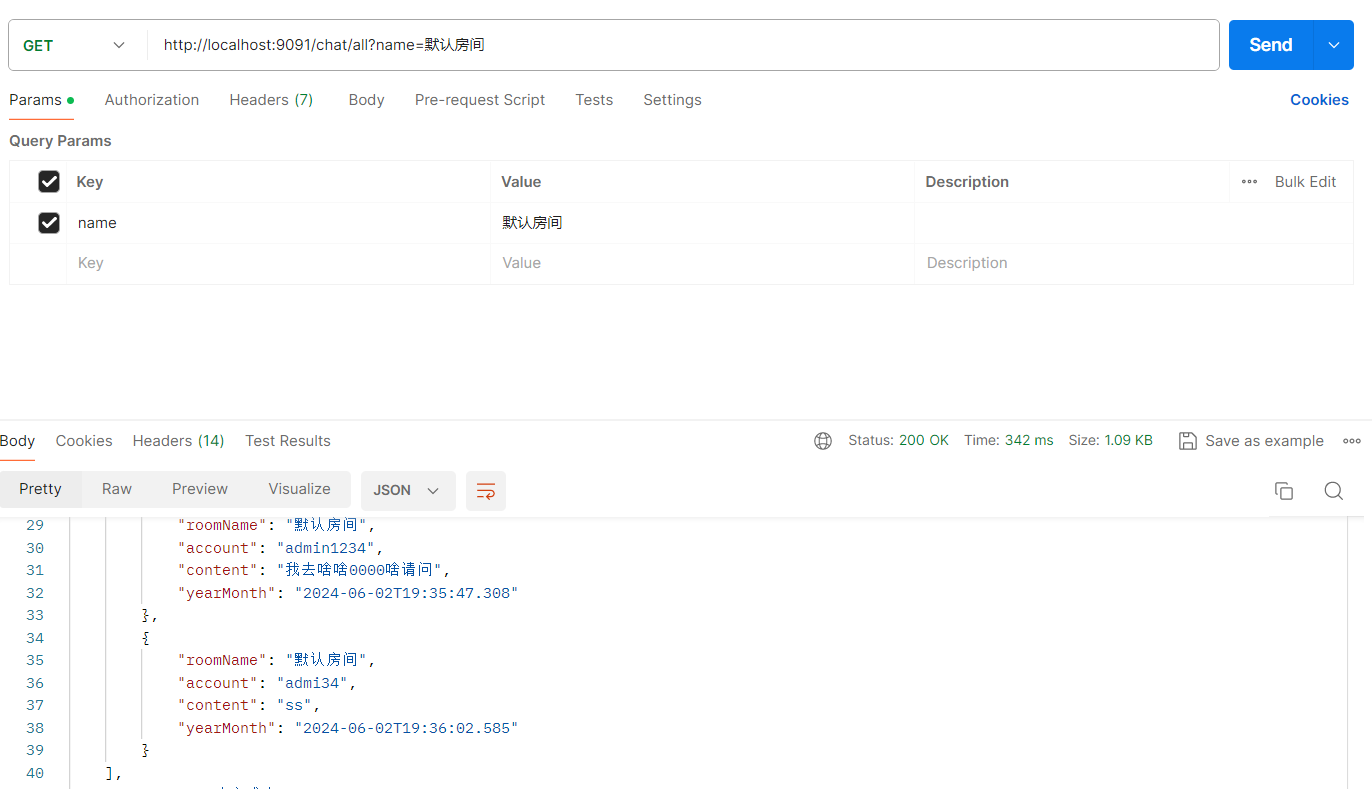 GET http://localhost:9091/chat/all?name=默认房间 Send
Params Authorization Headers (7) Body Pre-request Script Tests Settings Cookies
Query Params
Key Value Description Bulk Edit
name 默认房间
Key Value Description
Body Cookies Headers (14) Test Results Status: 200 OK Time: 342 ms Size: 1.09 KB Save as example
Pretty Raw Preview Visualize JSON
29 "roomName": "默认房间",
30 "account": "admin1234",
31 "content": "我去啥啥0000啥请问",
32 "yearMonth": "2024-06-02T19:35:47.308"
33 },
34 {
35 "roomName": "默认房间",
36 "account": "admi34",
37 "content": "ss",
38 "yearMonth": "2024-06-02T19:36:02.585"
39 }
40 ],